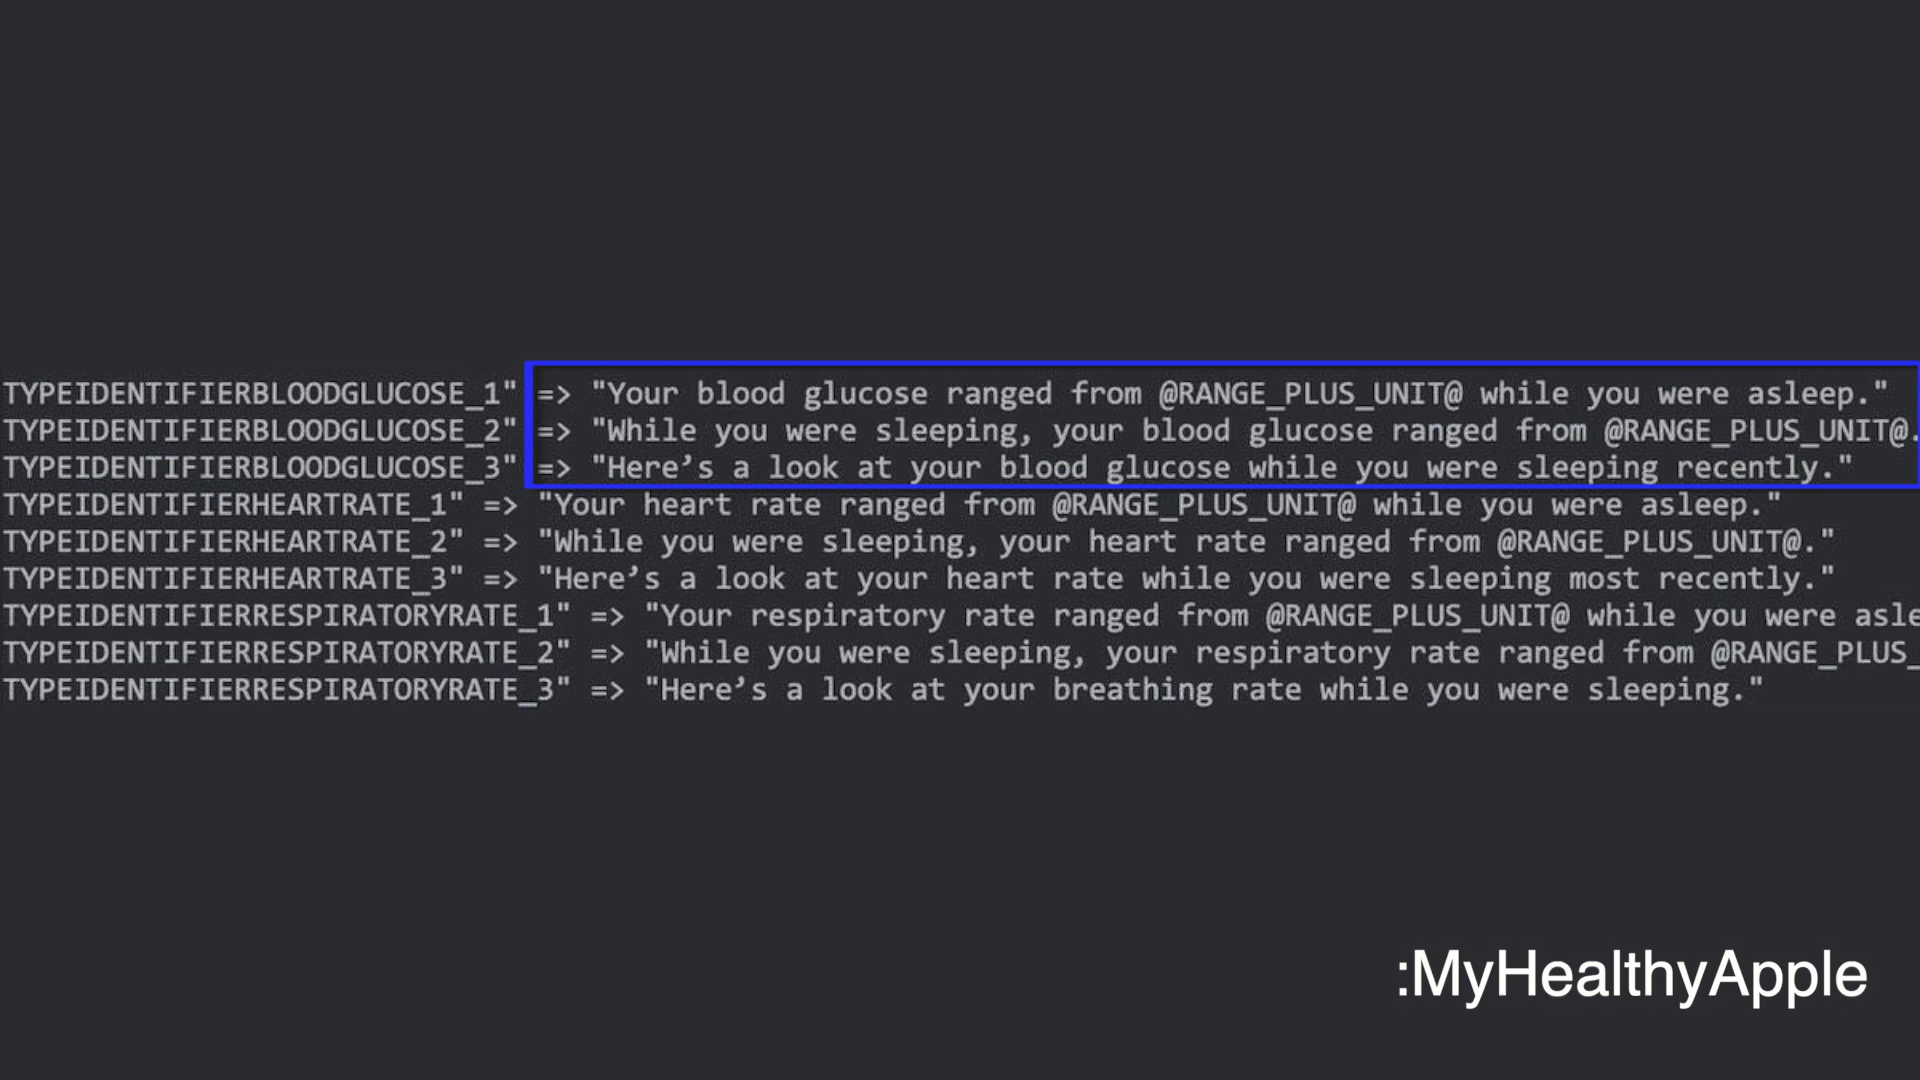 TYPEIDENTIFIERBLOODGLUCOSE_1" => "Your blood glucose ranged from @RANGE_PLUS_UNIT@ while you were asleep."
TYPEIDENTIFIERBLOODGLUCOSE_2" => "While you were sleeping, your blood glucose ranged from @RANGE_PLUS_UNIT@.
TYPEIDENTIFIERBLOODGLUCOSE_3" => "Here’s a look at your blood glucose while you were sleeping recently."
TYPEIDENTIFIERHEARTRATE_1" => "Your heart rate ranged from @RANGE_PLUS_UNIT@ while you were asleep."
TYPEIDENTIFIERHEARTRATE_2" => "While you were sleeping, your heart rate ranged from @RANGE_PLUS_UNIT@."
TYPEIDENTIFIERHEARTRATE_3" => "Here’s a look at your heart rate while you were sleeping most recently."
TYPEIDENTIFIERRESPIRATORYRATE_1" => "Your respiratory rate ranged from @RANGE_PLUS_UNIT@ while you were asle
TYPEIDENTIFIERRESPIRATORYRATE_2" => "While you were sleeping, your respiratory rate ranged from @RANGE_PLUS_
TYPEIDENTIFIERRESPIRATORYRATE_3" => "Here’s a look at your breathing rate while you were sleeping."
:MyHealthyApple